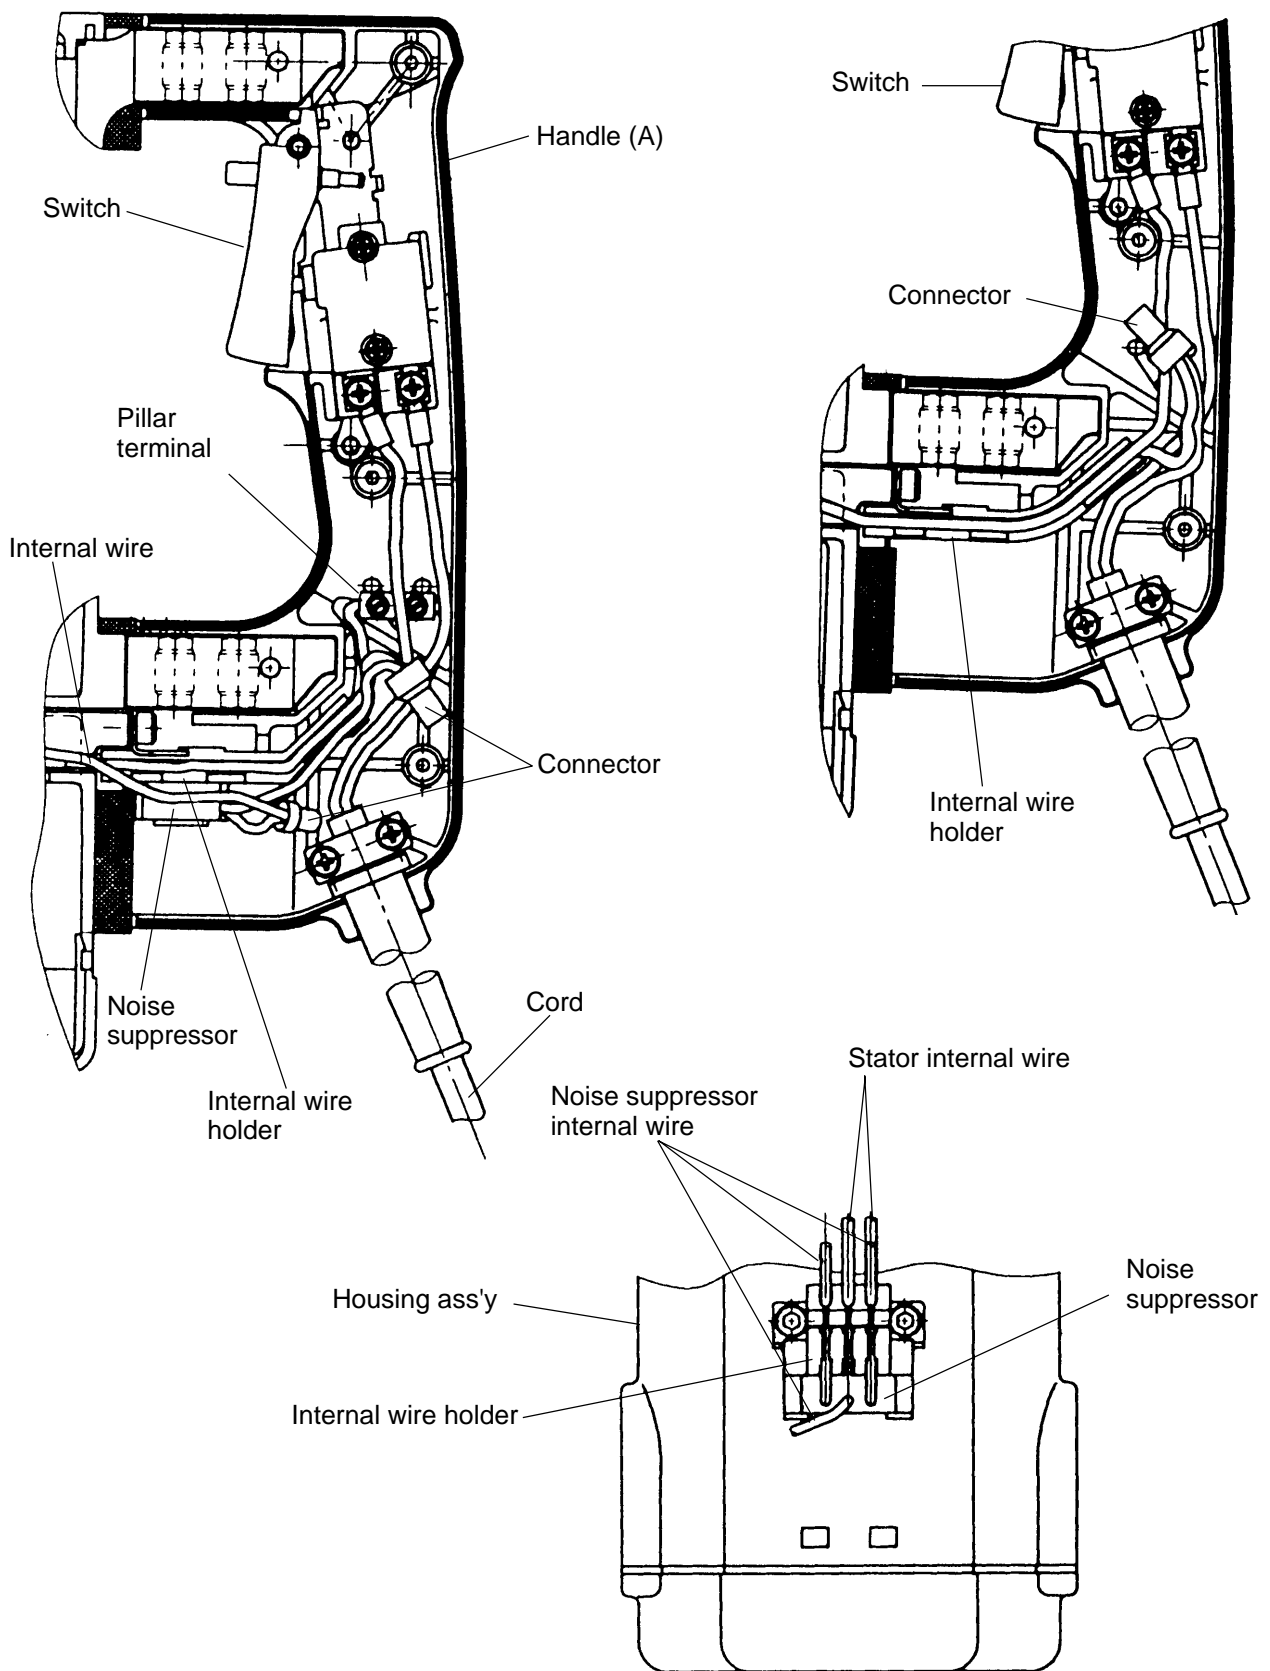 Handle (A)
Switch
Pillar
terminal
Internal wire
Connector
Noise
suppressor
Internal wire
holder
Cord
Switch
Connector
Internal wire
holder
Stator internal wire
Noise suppressor
internal wire
Noise
suppressor
Housing ass'y
Internal wire holder